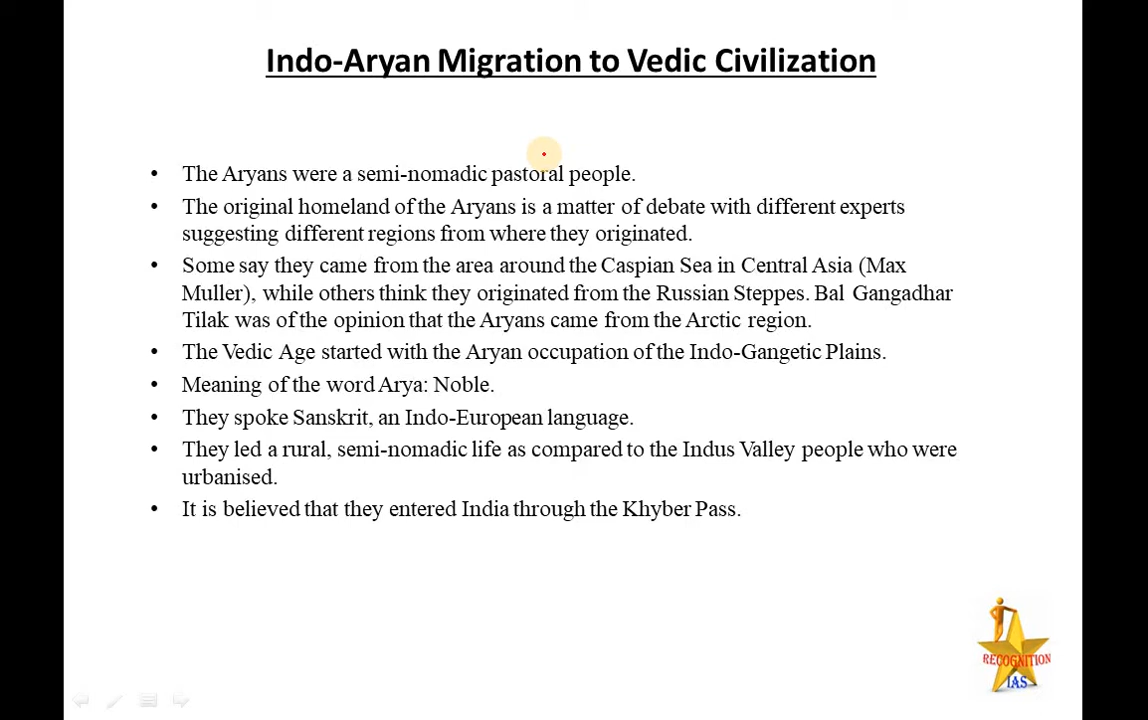 Indo-Aryan Migration to Vedic Civilization
• The Aryans were a semi-nomadic pastoral people.
• The original homeland of the Aryans is a matter of debate with different experts
suggesting different regions from where they originated.
• Some say they came from the area around the Caspian Sea in Central Asia (Max
Muller), while others think they originated from the Russian Steppes. Bal Gangadhar
Tilak was of the opinion that the Aryans came from the Arctic region.
• The Vedic Age started with the Aryan occupation of the Indo-Gangetic Plains.
• Meaning of the word Arya: Noble.
• They spoke Sanskrit, an Indo-European language.
• They led a rural, semi-nomadic life as compared to the Indus Valley people who were
urbanised.
• It is believed that they entered India through the Khyber Pass.
RECOGNITION
IAS